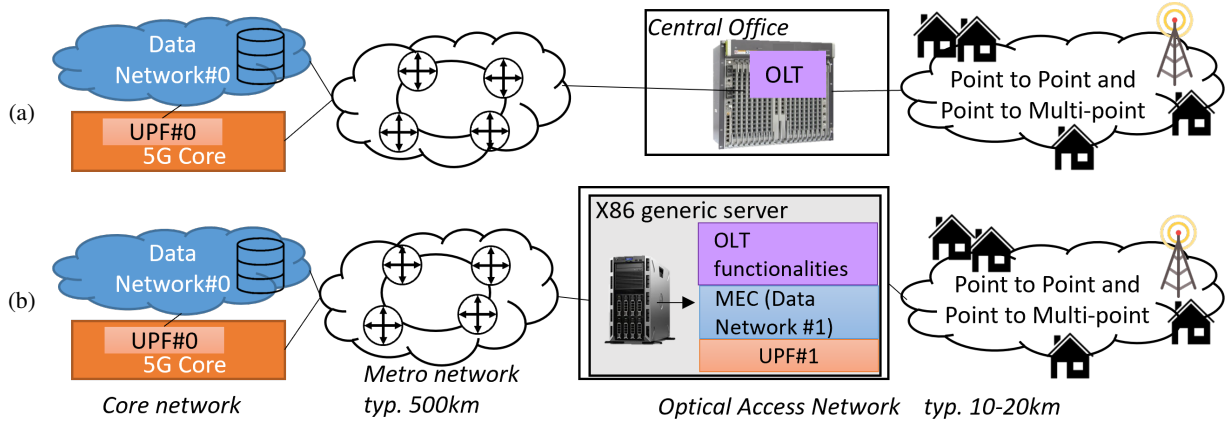 (a)
Data
Network#0
UPF#0
5G Core
Central Office
OLT
Point to Point and
Point to Multi-point
(b)
Data
Network#0
UPF#0
5G Core
X86 generic server
OLT
functionalities
MEC (Data
Network #1)
UPF#1
Point to Point and
Point to Multi-point
Core network
Metro network
typ. 500km
Optical Access Network typ. 10-20km